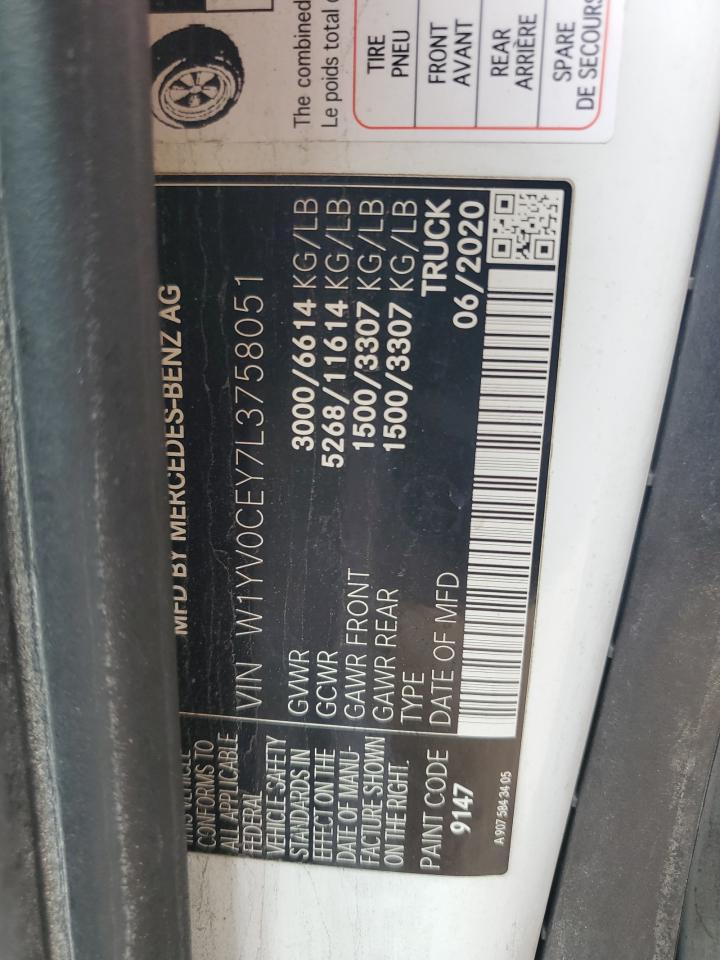 THIS VEHICLE
CONFORMS TO
ALL APPLICABLE
FEDERAL
VEHICLE SAFETY
STANDARDS IN
EFFECT ON THE
DATE OF MANU-
FACTURE SHOWN
ON THE RIGHT.
PAINT CODE
9147
A 907 584 34 05
MFD BY MERCEDES-BENZ AG
VIN W1YV0CEY7L3758051
GVWR 3000/6614 KG/LB
GCWR 5268/11614 KG/LB
GAWR FRONT 1500/3307 KG/LB
GAWR REAR 1500/3307 KG/LB
TYPE TRUCK
DATE OF MFD 06/2020
The combined
Le poids total
TIRE
PNEU
FRONT
AVANT
REAR
ARRIÈRE
SPARE
DE SECOURS